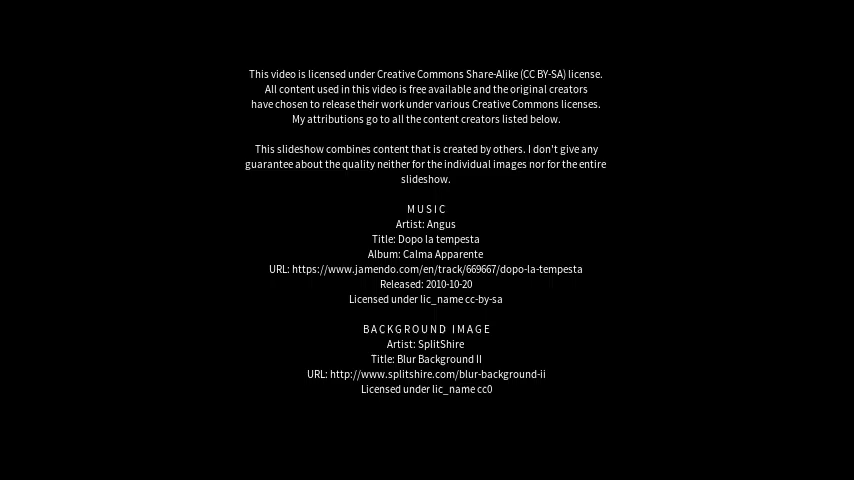 This video is licensed under Creative Commons Share-Alike (CC BY-SA) license.
All content used in this video is free available and the original creators
have chosen to release their work under various Creative Commons licenses.
My attributions go to all the content creators listed below.
This slideshow combines content that is created by others. I don't give any
guarantee about the quality neither for the individual images nor for the entire
slideshow.
MUSIC
Artist: Angus
Title: Dopo la tempesta
Album: Calma Apparente
URL: https://www.jamendo.com/en/track/669667/dopo-la-tempesta
Released: 2010-10-20
Licensed under lic_name cc-by-sa
BACKGROUND IMAGE
Artist: SplitShire
Title: Blur Background II
URL: http://www.splitshire.com/blur-background-ii
Licensed under lic_name cc0